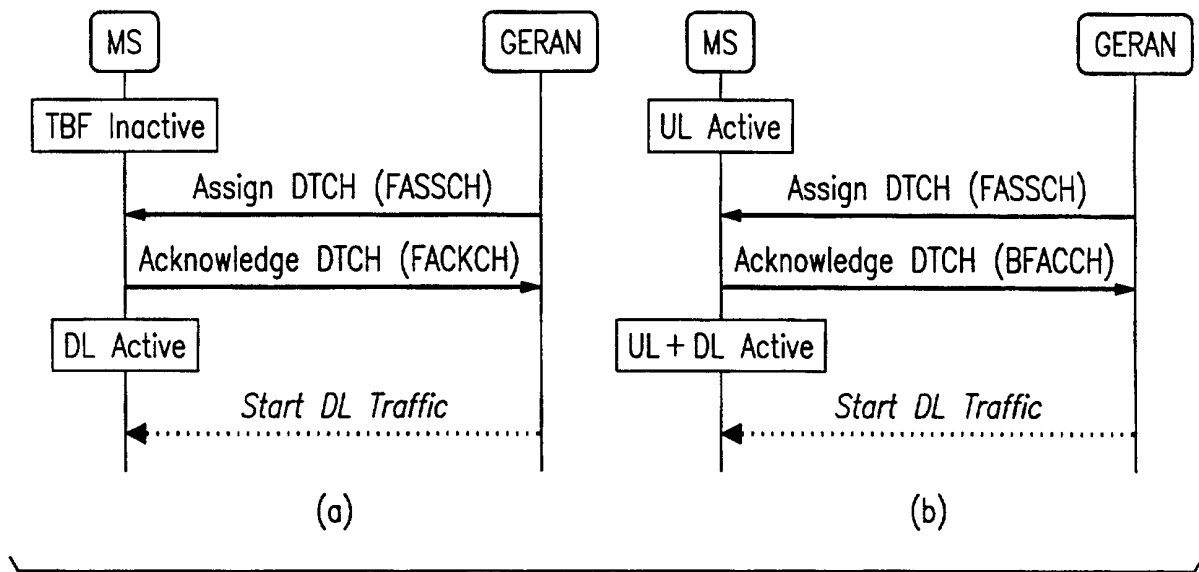 MS
GERAN
TBF Inactive
Assign DTCH (FASSCH)
Acknowledge DTCH (FACKCH)
DL Active
Start DL Traffic
(a)
MS
GERAN
UL Active
Assign DTCH (FASSCH)
Acknowledge DTCH (BFACCH)
UL + DL Active
Start DL Traffic
(b)